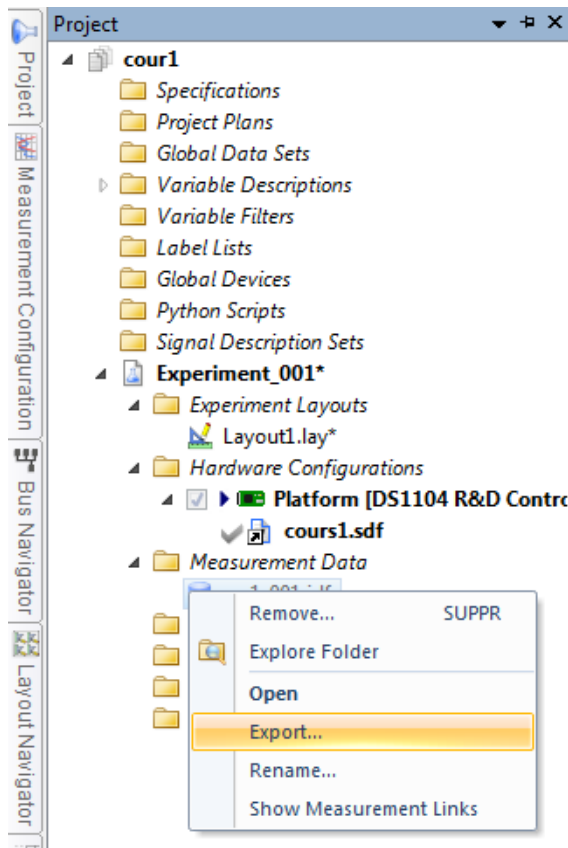 Project
cour1
Specifications
Project Plans
Global Data Sets
Variable Descriptions
Variable Filters
Label Lists
Global Devices
Python Scripts
Signal Description Sets
Experiment_001*
Experiment Layouts
Layout1.lay*
Hardware Configurations
Platform [DS1104 R&D Contro
cours1.sdf
Measurement Data
Remove... SUPPR
Explore Folder
Open
Export...
Rename...
Show Measurement Links
Project
Measurement Configuration
Bus Navigator
Layout Navigator